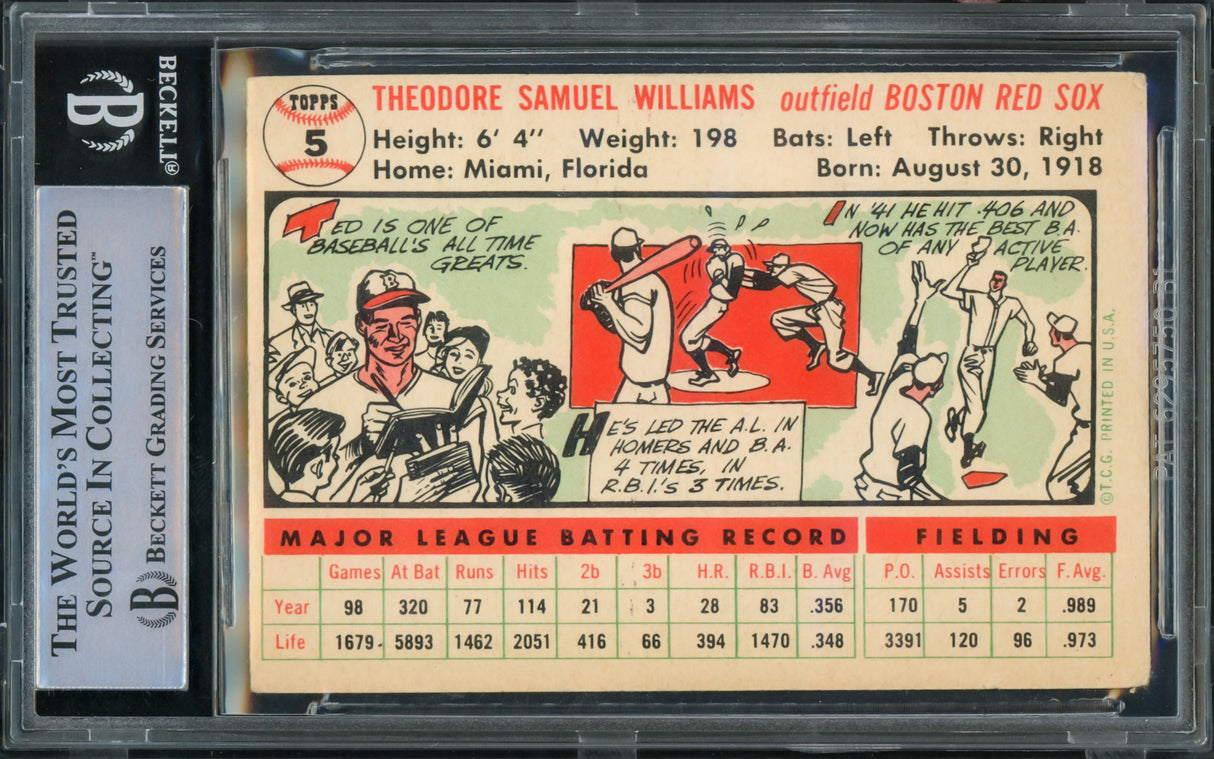 BECKETT®
B
THE WORLD'S MOST TRUSTED
SOURCE IN COLLECTING™
B BECKETT GRADING SERVICES
TOPPS
5
THEODORE SAMUEL WILLIAMS outfield BOSTON RED SOX
Height: 6' 4" Weight: 198 Bats: Left Throws: Right
Home: Miami, Florida Born: August 30, 1918
TED IS ONE OF
BASEBALL'S ALL TIME
GREATS.
B
HE'S LED THE A.L. IN
HOMERS AND B.A.
4 TIMES, IN
R.B.I.'S 3 TIMES.
IN '41 HE HIT .406 AND
NOW HAS THE BEST B.A.
OF ANY ACTIVE
PLAYER.
©T.C.G. PRINTED IN U.S.A.
MAJOR LEAGUE BATTING RECORD FIELDING
Games At Bat Runs Hits 2b 3b H.R. R.B.I. B. Avg P.O. Assists Errors F. Avg.
Year 98 320 77 114 21 3 28 83 .356 170 5 2 .989
Life 1679 5893 1462 2051 416 66 394 1470 .348 3391 120 96 .973